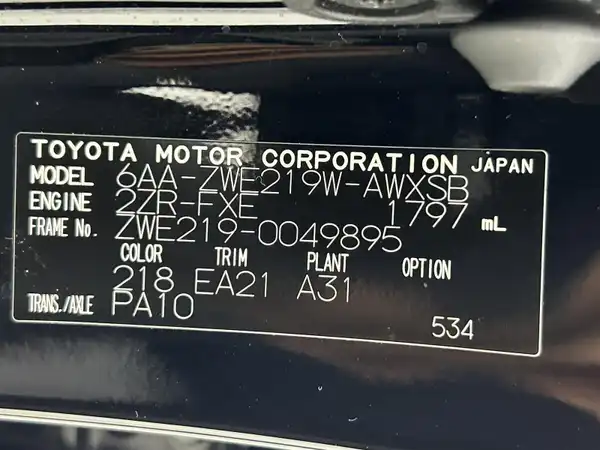 TOYOTA MOTOR CORPORATION JAPAN
MODEL 6AA-ZWE219W-AWXSB
ENGINE 2ZR-FXE 1797 mL
FRAME No. ZWE219-0049895
COLOR TRIM PLANT OPTION
218 EA21 A31
TRANS./AXLE PA10
534